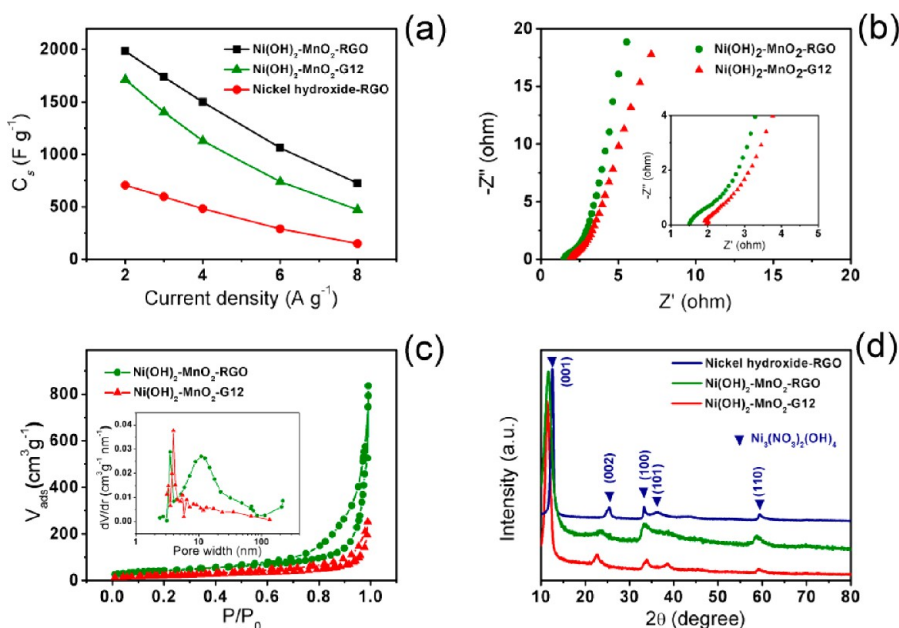 (a)
Ni(OH)₂-MnO₂-RGO
Ni(OH)₂-MnO₂-G12
Nickel hydroxide-RGO
Cₛ (F g⁻¹)
2000
1500
1000
500
0
2 4 6 8
Current density (A g⁻¹)
(b)
Ni(OH)₂-MnO₂-RGO
Ni(OH)₂-MnO₂-G12
-Z'' (ohm)
20
15
10
5
0
0 5 10 15 20
Z' (ohm)
-Z'' (ohm)
4
2
0
1 2 3 4 5
Z' (ohm)
(c)
Ni(OH)₂-MnO₂-RGO
Ni(OH)₂-MnO₂-G12
V_ads(cm³g⁻¹)
800
600
400
200
0
0.0 0.2 0.4 0.6 0.8 1.0
P/P₀
dV/dr (cm³g⁻¹ nm⁻¹)
0.04
0.03
0.02
0.01
0.00
1 10 100
Pore width (nm)
(d)
Nickel hydroxide-RGO
Ni(OH)₂-MnO₂-RGO
Ni(OH)₂-MnO₂-G12
Ni₃(NO₃)₂(OH)₄
(001)
(002)
(100)
(101)
(110)
Intensity (a.u.)
10 20 30 40 50 60 70 80
2θ (degree)